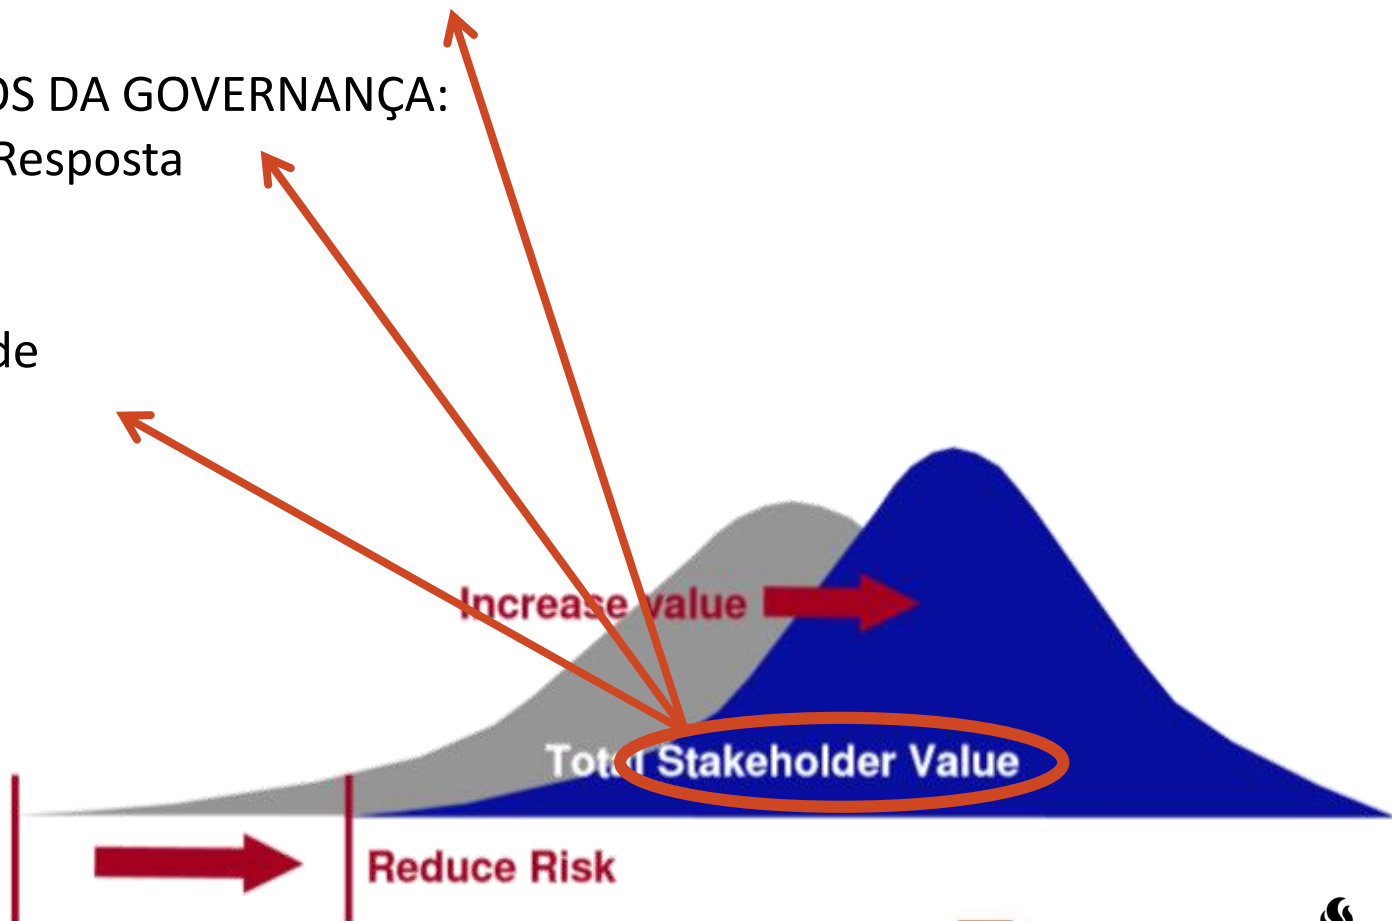 OS DA GOVERNANÇA:
Resposta
de
Increase value
Total Stakeholder Value
Reduce Risk